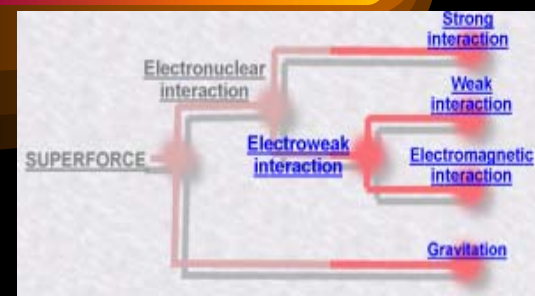 Strong
interaction
Electronuclear
interaction
Weak
interaction
Electroweak
interaction
Electromagnetic
interaction
SUPERFORCE
Gravitation